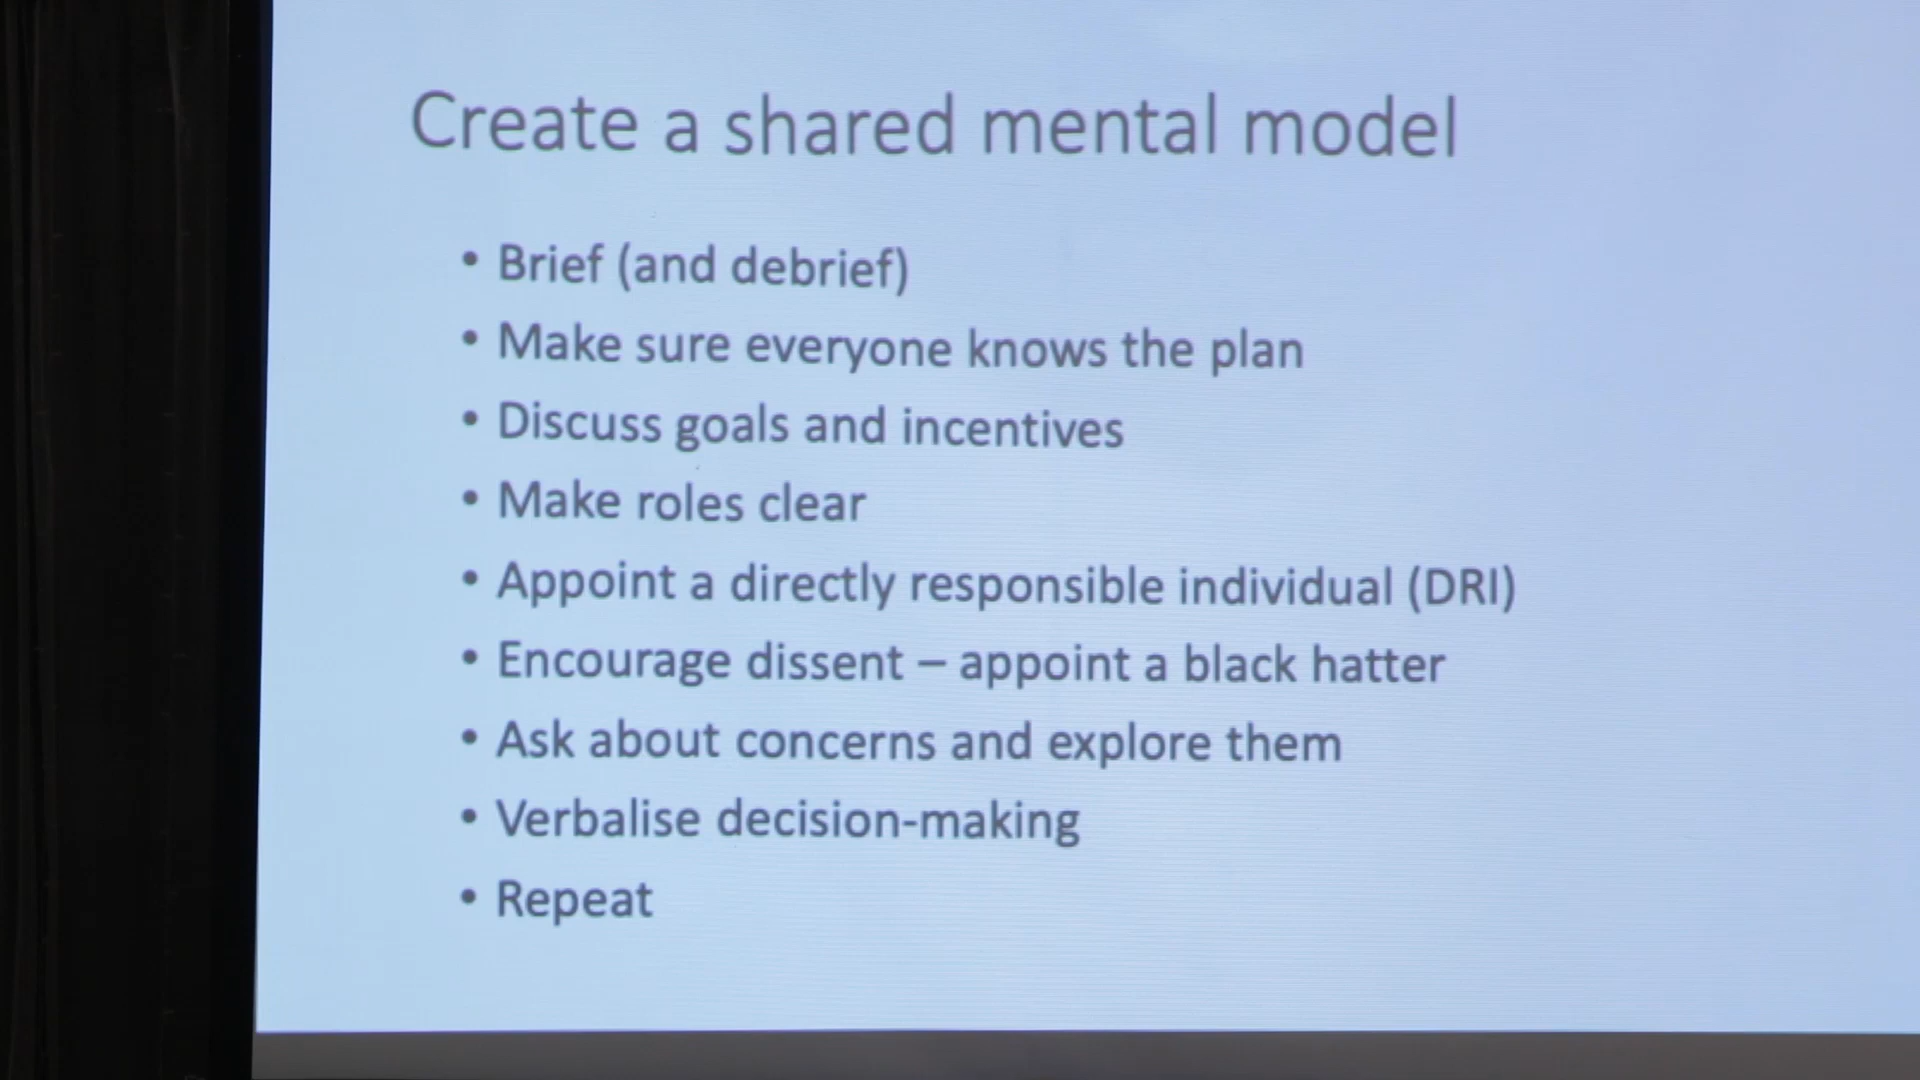 Create a shared mental model
• Brief (and debrief)
• Make sure everyone knows the plan
• Discuss goals and incentives
• Make roles clear
• Appoint a directly responsible individual (DRI)
• Encourage dissent – appoint a black hatter
• Ask about concerns and explore them
• Verbalise decision-making
• Repeat